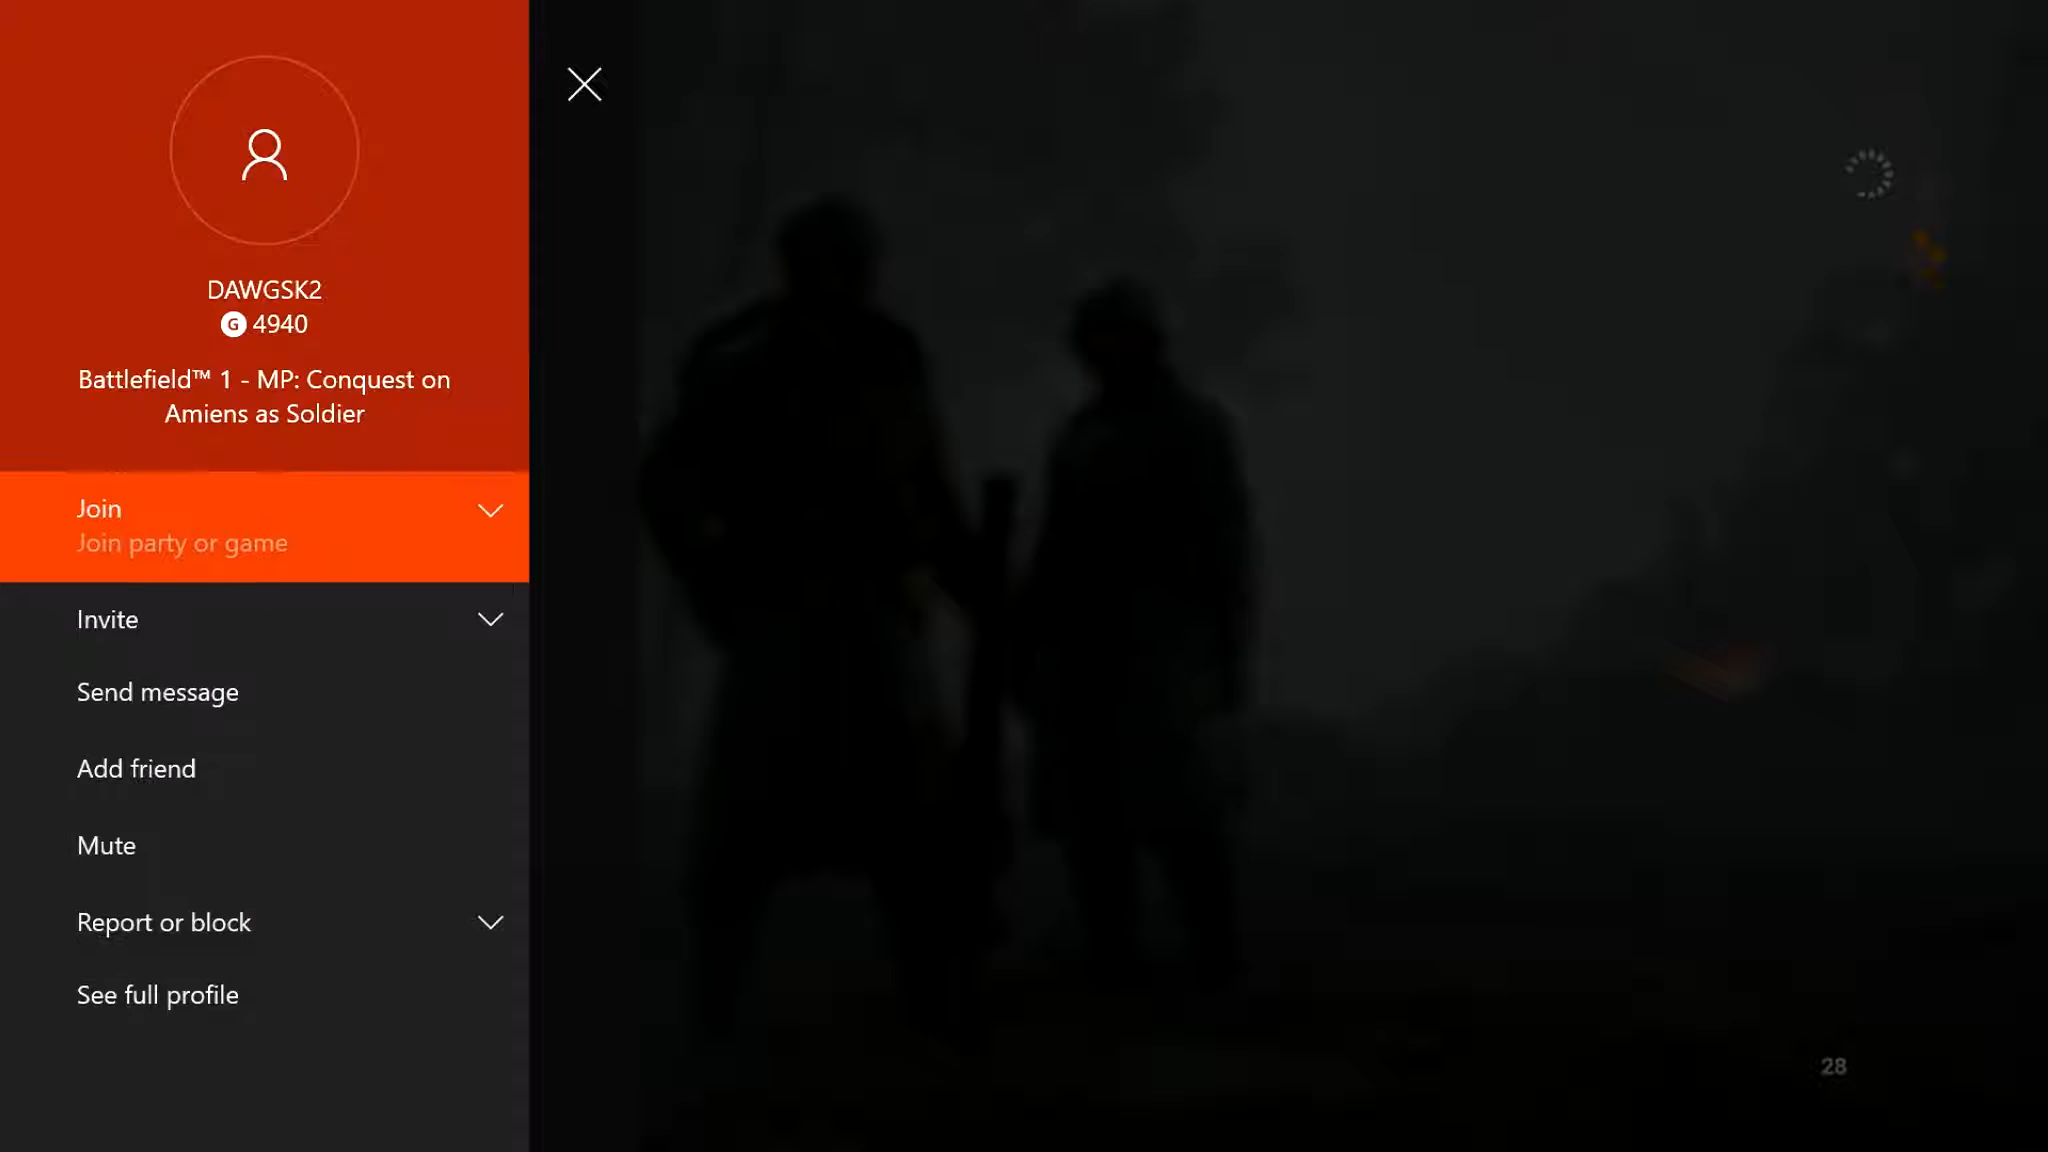 DAWGSK2
G 4940
Battlefield™ 1 - MP: Conquest on
Amiens as Soldier
Join
Join party or game
Invite
Send message
Add friend
Mute
Report or block
See full profile
28